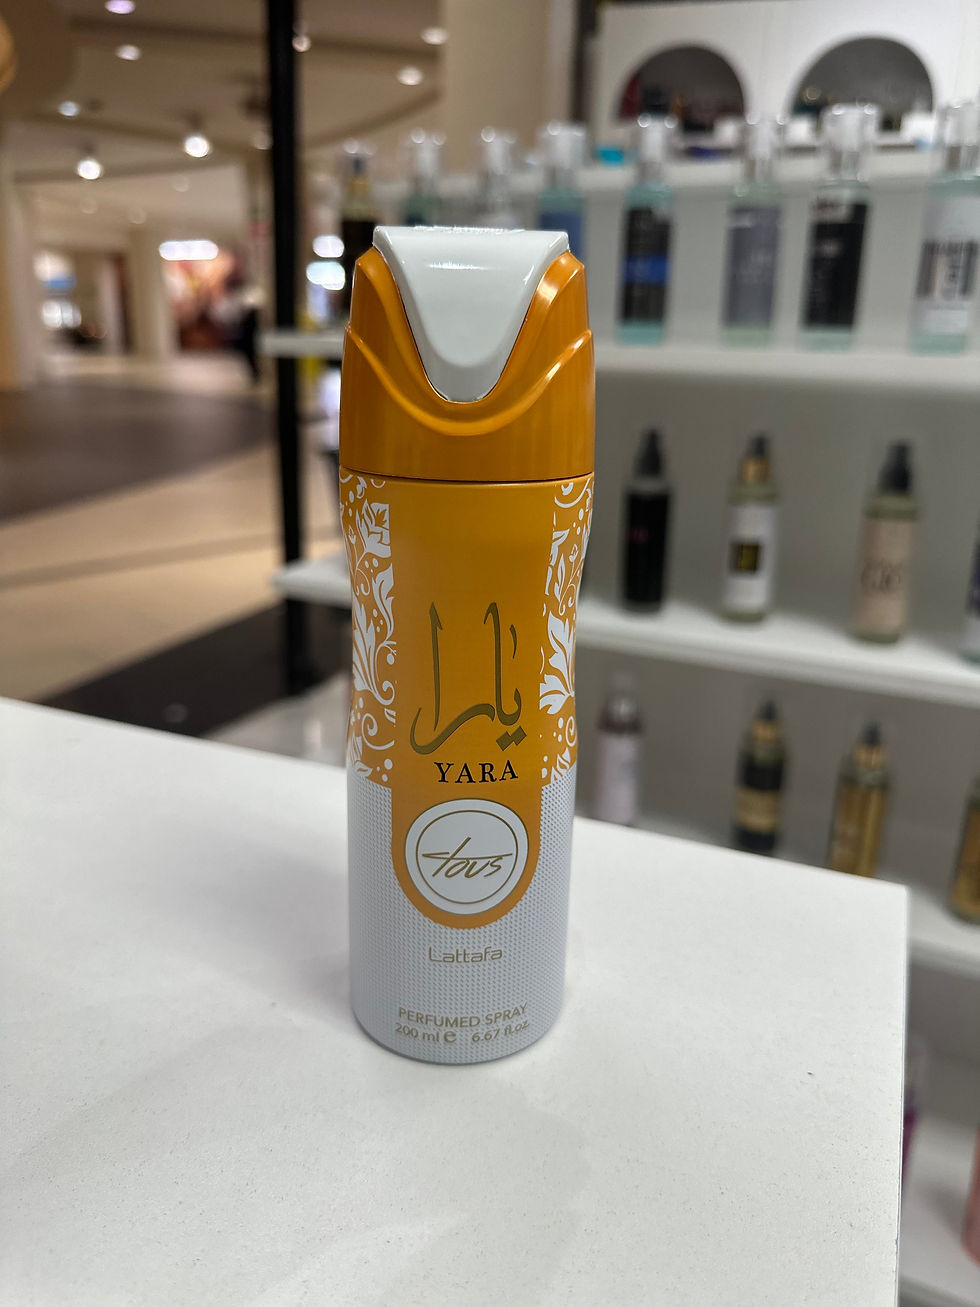 يارا
YARA
tous
Lattafa
PERFUMED SPRAY
200 ml e 6.67 fl.oz.